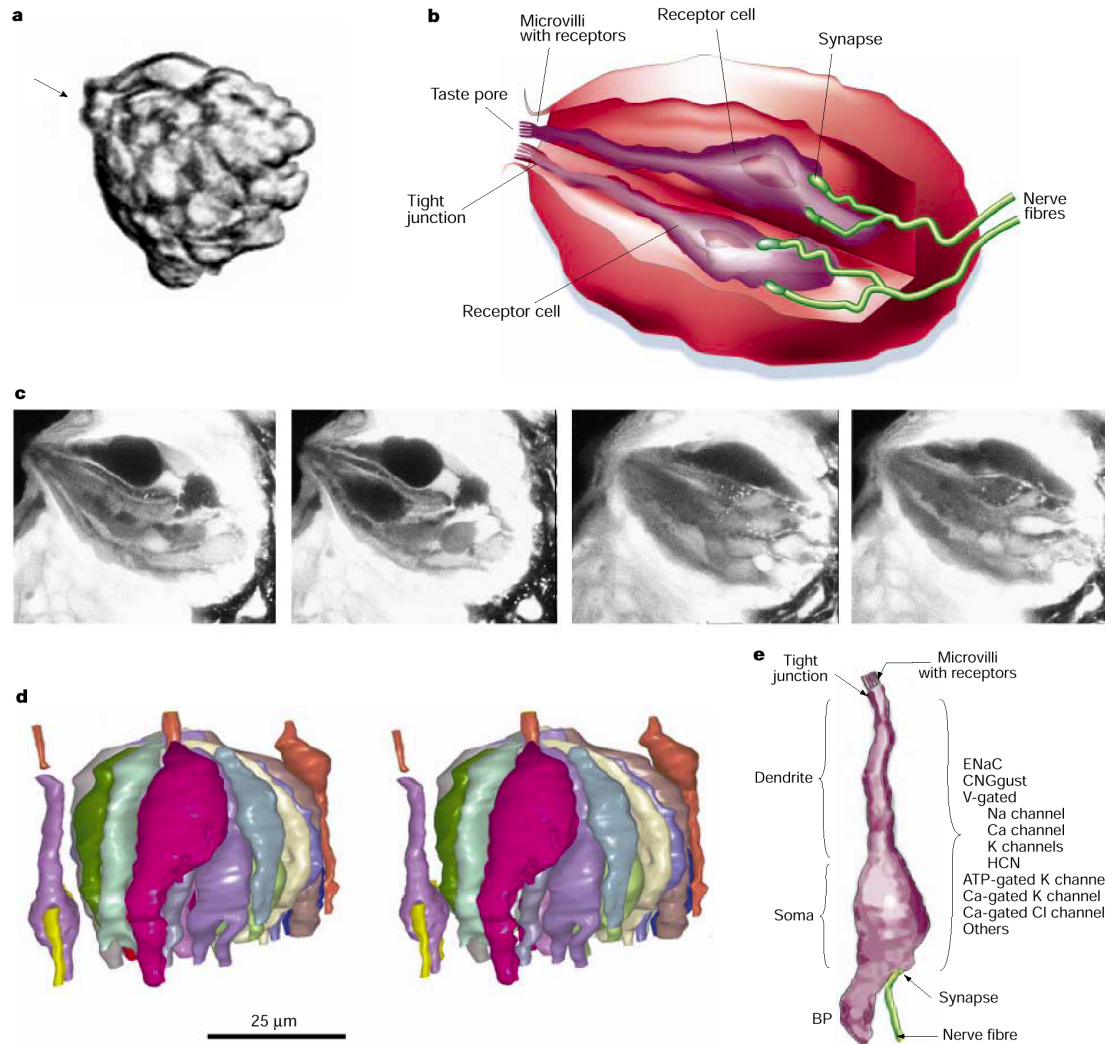 a
b
Microvilli
with receptors
Receptor cell
Synapse
Taste pore
Tight
junction
Nerve
fibres
Receptor cell
c
d
25 µm
e
Tight
junction
Microvilli
with receptors
Dendrite
Soma
ENaC
CNGgust
V-gated
Na channel
Ca channel
K channels
HCN
ATP-gated K channe
Ca-gated K channel
Ca-gated Cl channel
Others
Synapse
BP
Nerve fibre